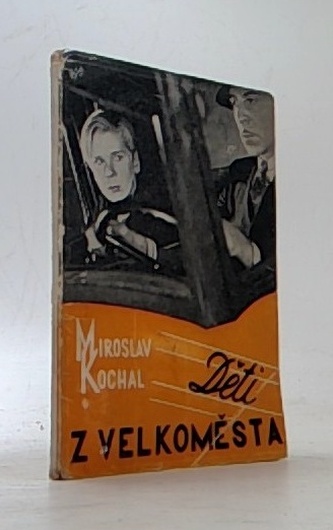 MIROSLAV
KOCHAL
Děti
Z VELKOMĚSTA